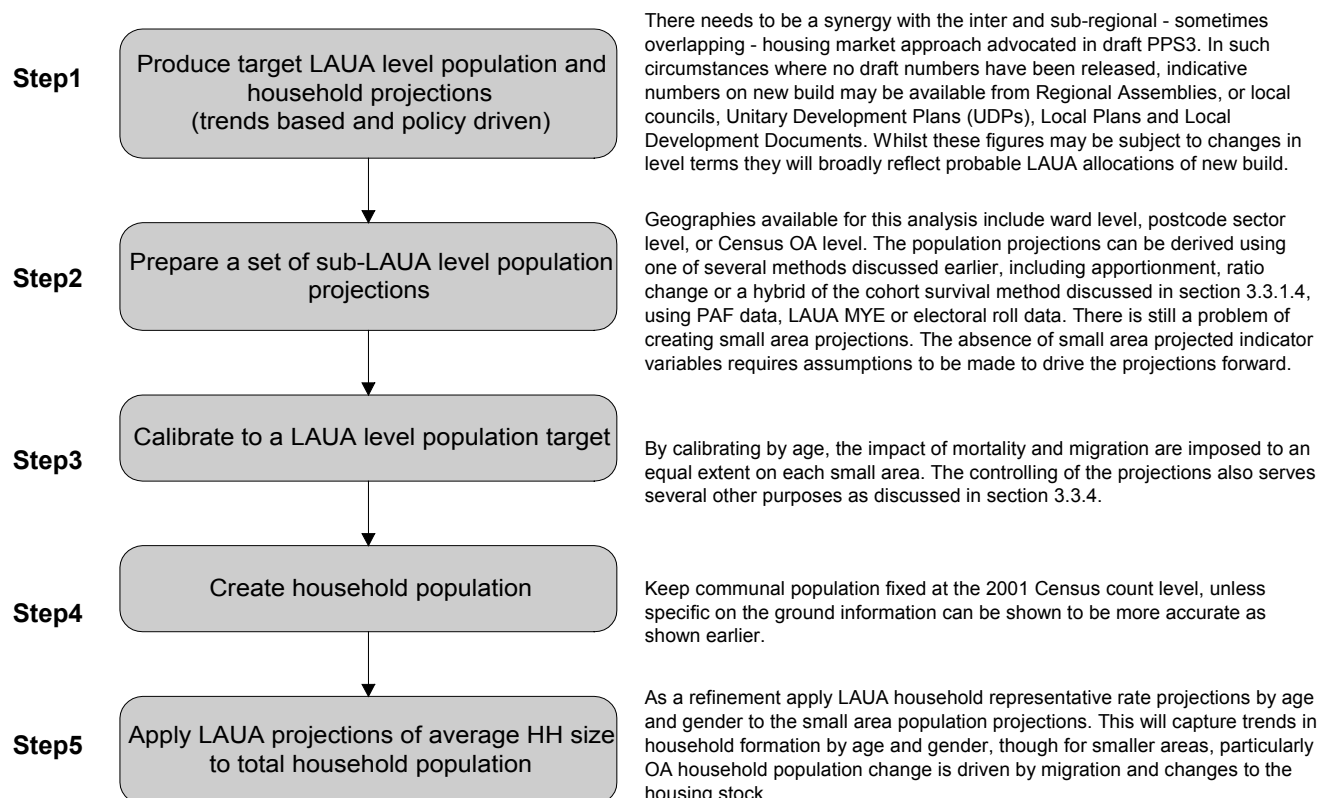 Step1
Produce target LAUA level population and
household projections
(trends based and policy driven)
There needs to be a synergy with the inter and sub-regional - sometimes
overlapping - housing market approach advocated in draft PPS3. In such
circumstances where no draft numbers have been released, indicative
numbers on new build may be available from Regional Assemblies, or local
councils, Unitary Development Plans (UDPs), Local Plans and Local
Development Documents. Whilst these figures may be subject to changes in
level terms they will broadly reflect probable LAUA allocations of new build.
Step2
Prepare a set of sub-LAUA level population
projections
Geographies available for this analysis include ward level, postcode sector
level, or Census OA level. The population projections can be derived using
one of several methods discussed earlier, including apportionment, ratio
change or a hybrid of the cohort survival method discussed in section 3.3.1.4,
using PAF data, LAUA MYE or electoral roll data. There is still a problem of
creating small area projections. The absence of small area projected indicator
variables requires assumptions to be made to drive the projections forward.
Step3
Calibrate to a LAUA level population target
By calibrating by age, the impact of mortality and migration are imposed to an
equal extent on each small area. The controlling of the projections also serves
several other purposes as discussed in section 3.3.4.
Step4
Create household population
Keep communal population fixed at the 2001 Census count level, unless
specific on the ground information can be shown to be more accurate as
shown earlier.
Step5
Apply LAUA projections of average HH size
to total household population
As a refinement apply LAUA household representative rate projections by age
and gender to the small area population projections. This will capture trends in
household formation by age and gender, though for smaller areas, particularly
OA household population change is driven by migration and changes to the
housing stock